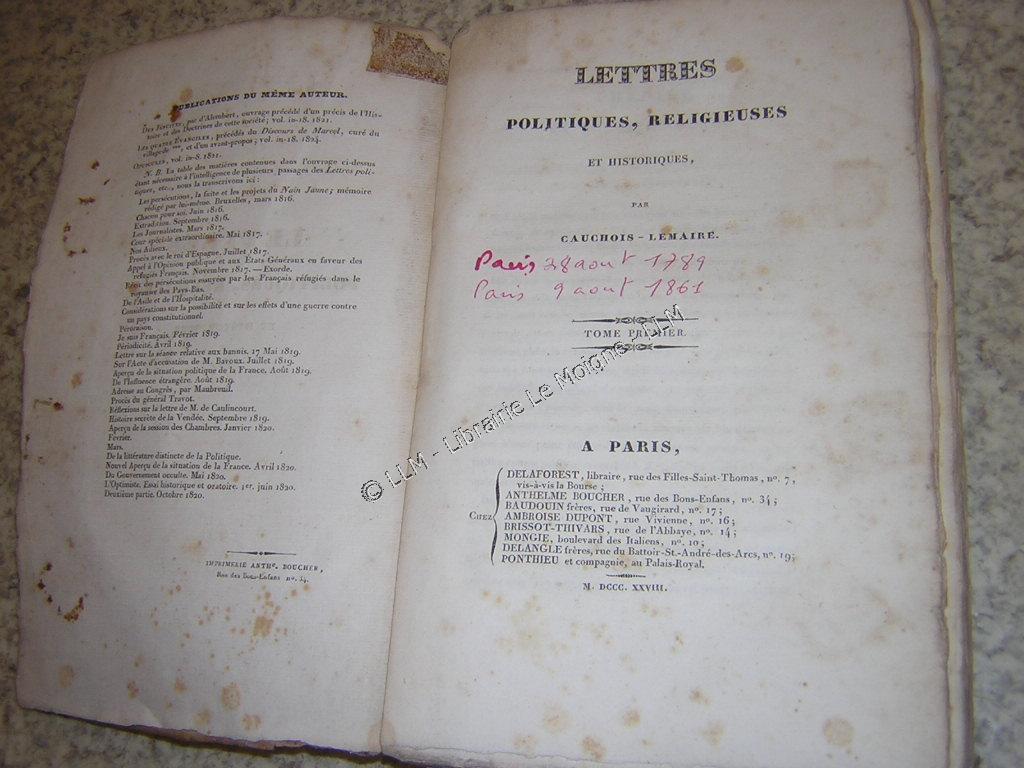 PUBLICATIONS DU MÊME AUTEUR.
DES JÉSUITES, par d'Alembert, ouvrage précédé d'un précis de l'His-
toire et des Doctrines de cette société; vol. in-18. 1821.
LES QUATRE ÉVANGILES, précédés du Discours de Marcel, curé du
village de ***, et d'un avant-propos; vol. in-18. 1824.
OPUSCULES, vol. in-8. 1821.
N. B. La table des matières contenues dans l'ouvrage ci-dessus
étant nécessaire à l'intelligence de plusieurs passages des Lettres poli-
tiques, etc., nous la transcrivons ici :
Les persécutions, la fuite et les projets du Nain Jaune; mémoire
rédigé par lui-même. Bruxelles, mars 1816.
Chacun pour soi. Juin 1816.
Extradition. Septembre 1816.
Les Journalistes. Mars 1817.
Cour spéciale extraordinaire. Mai 1817.
Nos Adieux.
Procès avec le roi d'Espagne. Juillet 1817.
Appel à l'Opinion publique et aux États Généraux en faveur des
réfugiés Français. Novembre 1817. — Exorde.
Récit des persécutions essuyées par les Français réfugiés dans le
royaume des Pays-Bas.
De l'Asile et de l'Hospitalité.
Considérations sur la possibilité et sur les effets d'une guerre contre
un pays constitutionnel.
Péroraison.
Je suis Français. Février 1819.
Périodicité. Avril 1819.
Lettre sur la séance relative aux bannis. 17 Mai 1819.
Sur l'Acte d'accusation de M. Bavoux. Juillet 1819.
Aperçu de la situation politique de la France. Août 1819.
De l'Influence étrangère. Août 1819.
Adresse au Congrès, par Maubreuil.
Procès du général Travot.
Réflexions sur la lettre de M. de Caulincourt.
Histoire secrète de la Vendée. Septembre 1819.
Aperçu de la session des Chambres. Janvier 1820.
Février.
Mars.
De la littérature distincte de la Politique.
Nouvel Aperçu de la situation de la France. Avril 1820.
Du Gouvernement occulte. Mai 1820.
L'Optimiste. Essai historique et oratoire. 1er. juin 1820.
Deuxième partie. Octobre 1820.
IMPRIMERIE ANTHe. BOUCHER,
Rue des Bons-Enfans n°. 34.
LETTRES
POLITIQUES, RELIGIEUSES
ET HISTORIQUES,
PAR
CAUCHOIS-LEMAIRE.
Paris 28 aout 1789
Paris 9 aout 1861
TOME PREMIER.
A PARIS,
CHEZ
DELAFOREST, libraire, rue des Filles-Saint-Thomas, n°. 7,
vis-à-vis la Bourse;
ANTHELME BOUCHER, rue des Bons-Enfans, n°. 34;
BAUDOUIN frères, rue de Vaugirard, n°. 17;
AMBROISE DUPONT, rue Vivienne, n°. 16;
BRISSOT-THIVARS, rue de l'Abbaye, n°. 14;
MONGIE, boulevard des Italiens, n°. 10;
DELANGLE frères, rue du Battoir-St.-André-des-Arcs, n°. 19;
PONTHIEU et compagnie, au Palais-Royal.
M. DCCC. XXVIII.
© LLM - Librairie Le Moigne - LLM